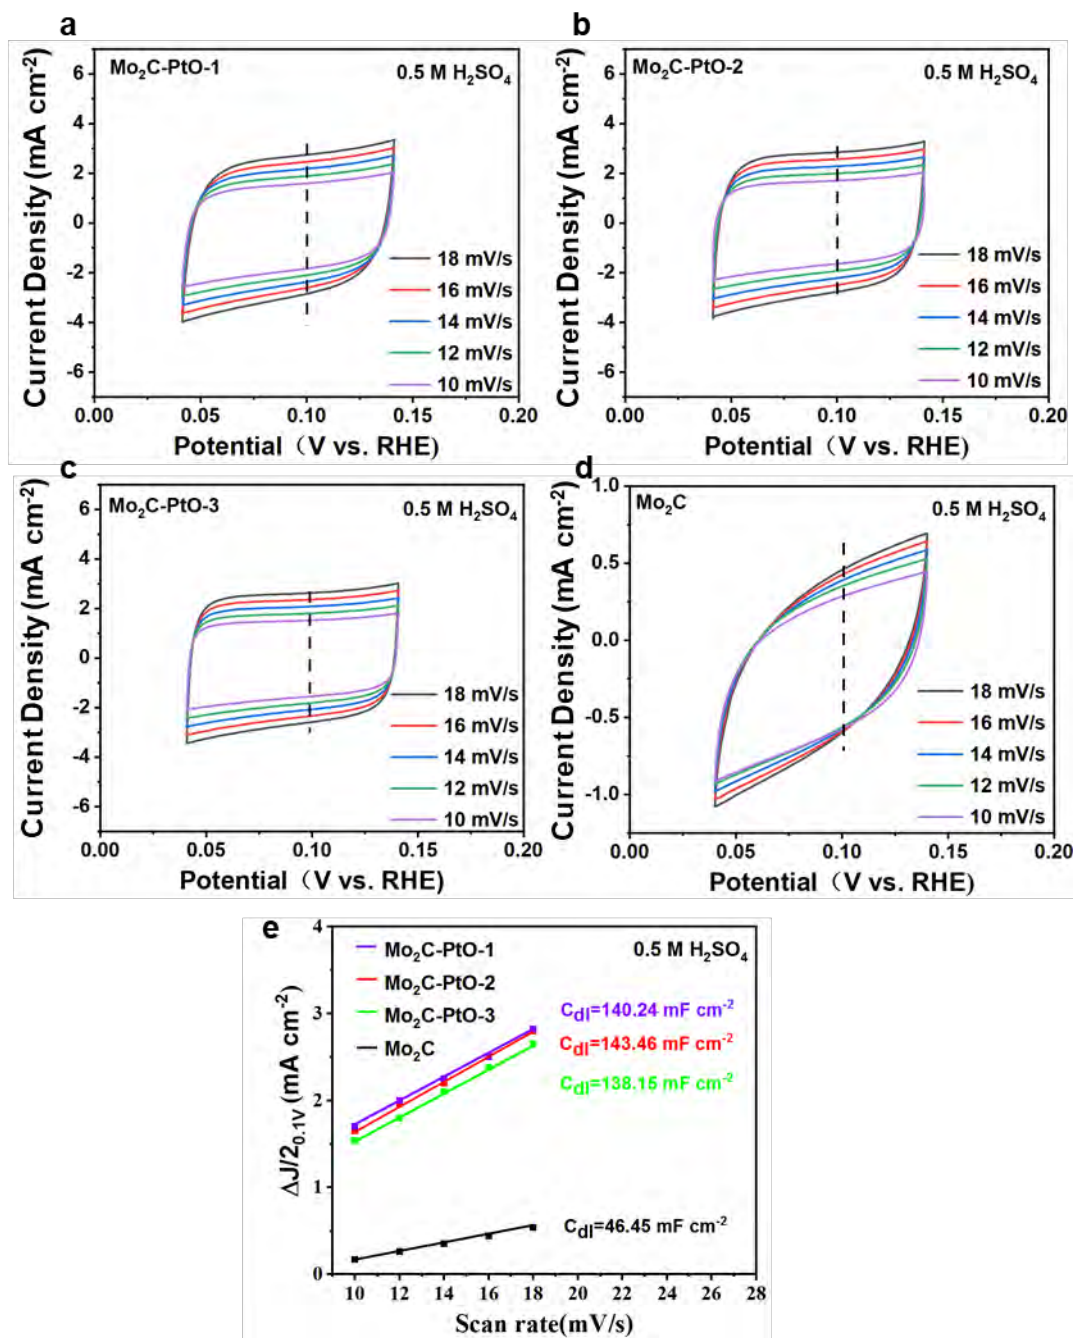 a
Mo₂C-PtO-1
0.5 M H₂SO₄
Current Density (mA cm⁻²)
6
4
2
0
-2
-4
-6
18 mV/s
16 mV/s
14 mV/s
12 mV/s
10 mV/s
0.00 0.05 0.10 0.15 0.20
Potential（V vs. RHE)
b
Mo₂C-PtO-2
0.5 M H₂SO₄
Current Density (mA cm⁻²)
6
4
2
0
-2
-4
-6
18 mV/s
16 mV/s
14 mV/s
12 mV/s
10 mV/s
0.00 0.05 0.10 0.15 0.20
Potential（V vs. RHE)
c
Mo₂C-PtO-3
0.5 M H₂SO₄
Current Density (mA cm⁻²)
6
4
2
0
-2
-4
-6
18 mV/s
16 mV/s
14 mV/s
12 mV/s
10 mV/s
0.00 0.05 0.10 0.15 0.20
Potential（V vs. RHE)
d
Mo₂C
0.5 M H₂SO₄
Current Density (mA cm⁻²)
1.0
0.5
0.0
-0.5
-1.0
18 mV/s
16 mV/s
14 mV/s
12 mV/s
10 mV/s
0.00 0.05 0.10 0.15 0.20
Potential（V vs. RHE)
e
Mo₂C-PtO-1
Mo₂C-PtO-2
Mo₂C-PtO-3
Mo₂C
0.5 M H₂SO₄
C_dl=140.24 mF cm⁻²
C_dl=143.46 mF cm⁻²
C_dl=138.15 mF cm⁻²
C_dl=46.45 mF cm⁻²
ΔJ/2₀.₁ᵥ (mA cm⁻²)
4
3
2
1
0
10 12 14 16 18 20 22 24 26 28
Scan rate(mV/s)